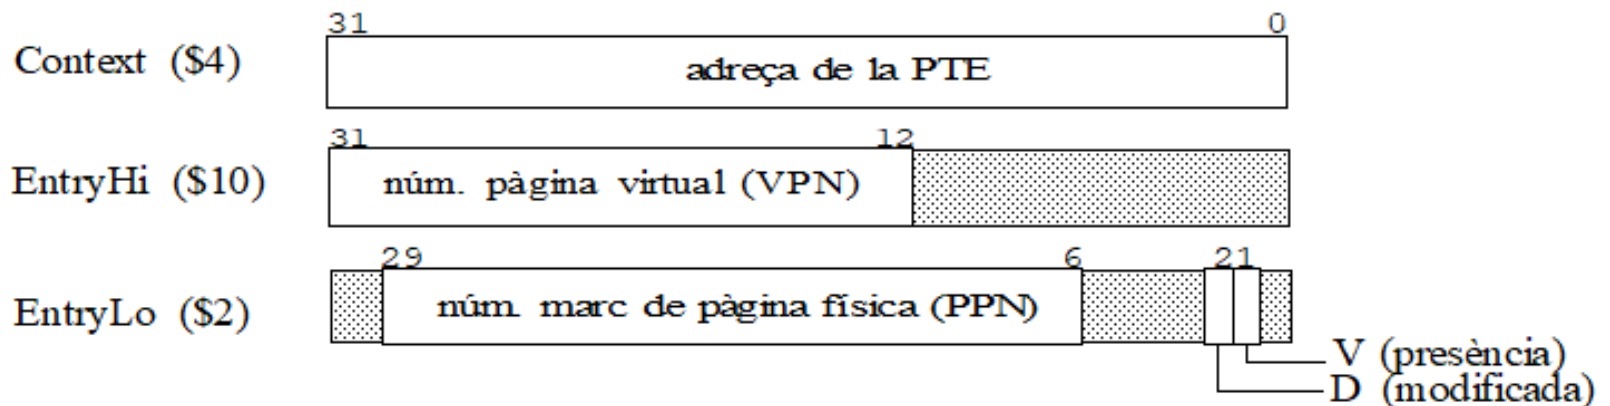 31 0
Context ($4) adreça de la PTE
31 12
EntryHi ($10) núm. pàgina virtual (VPN)
29 6 2 1
EntryLo ($2) núm. marc de pàgina física (PPN)
V (presència)
D (modificada)